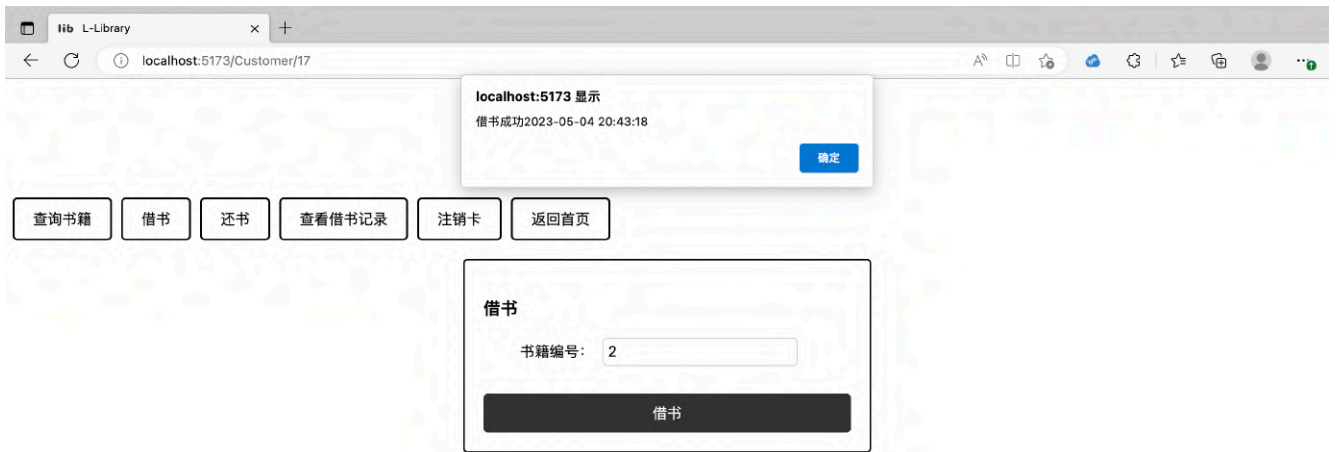 lib L-Library
localhost:5173/Customer/17
localhost:5173 显示
借书成功2023-05-04 20:43:18
确定
查询书籍 借书 还书 查看借书记录 注销卡 返回首页
借书
书籍编号： 2
借书